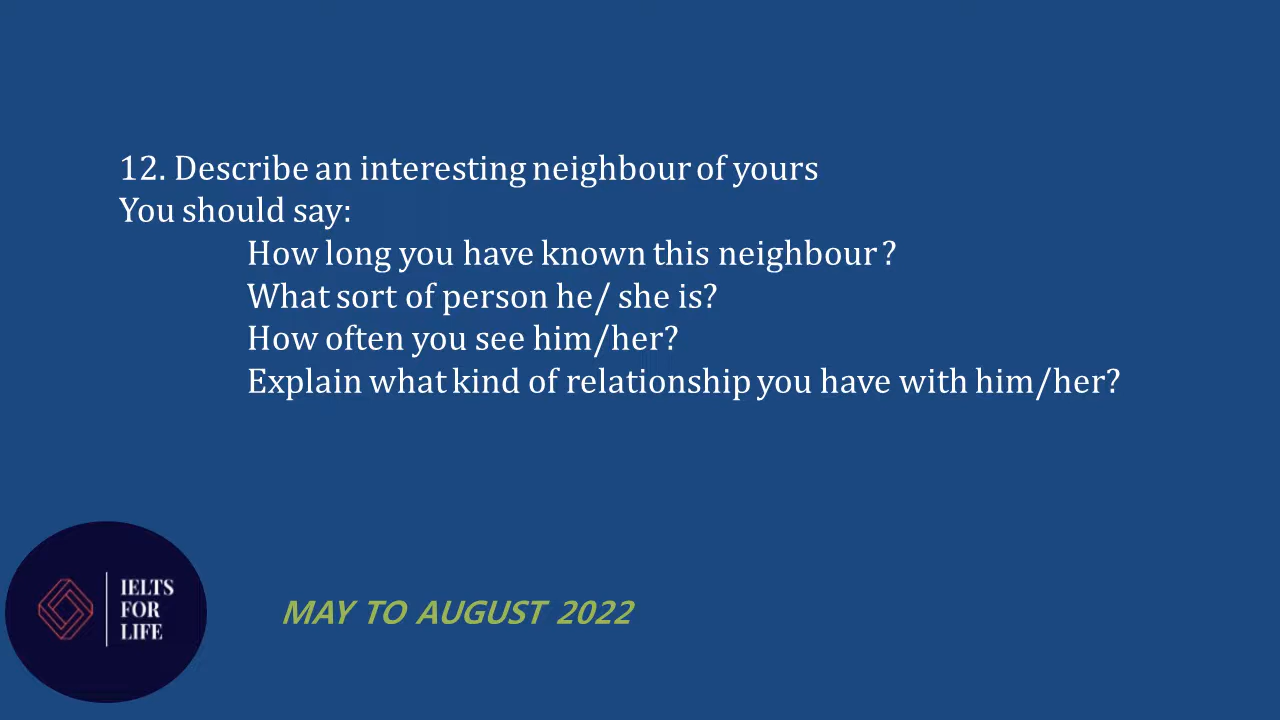 12. Describe an interesting neighbour of yours
You should say:
How long you have known this neighbour ?
What sort of person he/ she is?
How often you see him/her?
Explain what kind of relationship you have with him/her?
IELTS
FOR
LIFE
MAY TO AUGUST 2022